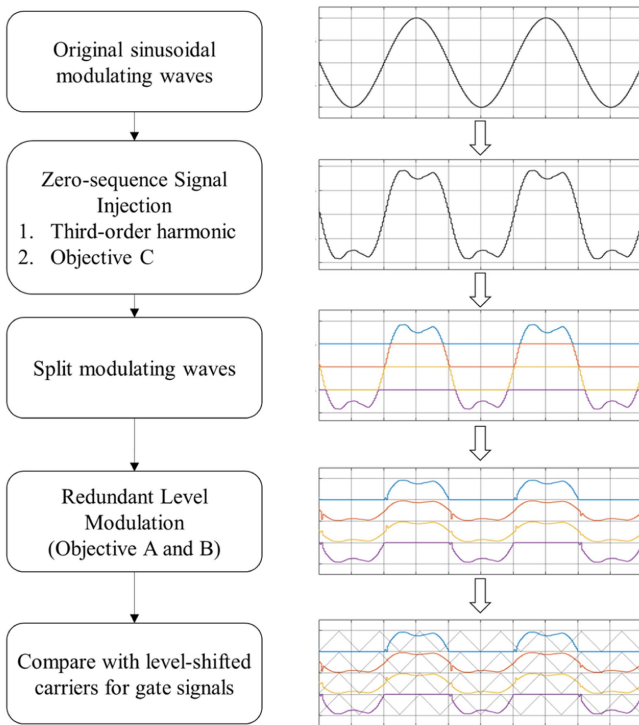 Original sinusoidal
modulating waves
Zero-sequence Signal
Injection
1. Third-order harmonic
2. Objective C
Split modulating waves
Redundant Level
Modulation
(Objective A and B)
Compare with level-shifted
carriers for gate signals